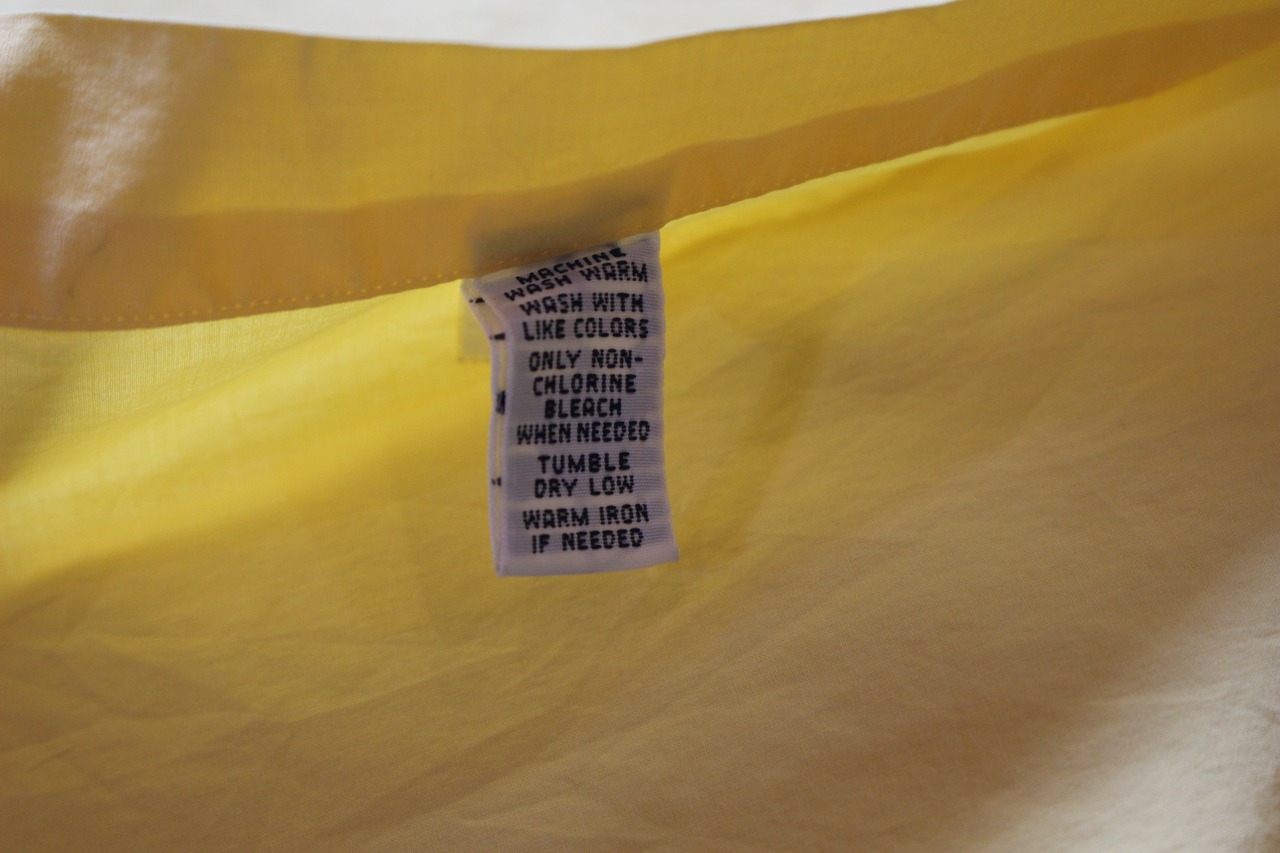 MACHINE
WASH WARM
WASH WITH
LIKE COLORS
ONLY NON-
CHLORINE
BLEACH
WHEN NEEDED
TUMBLE
DRY LOW
WARM IRON
IF NEEDED